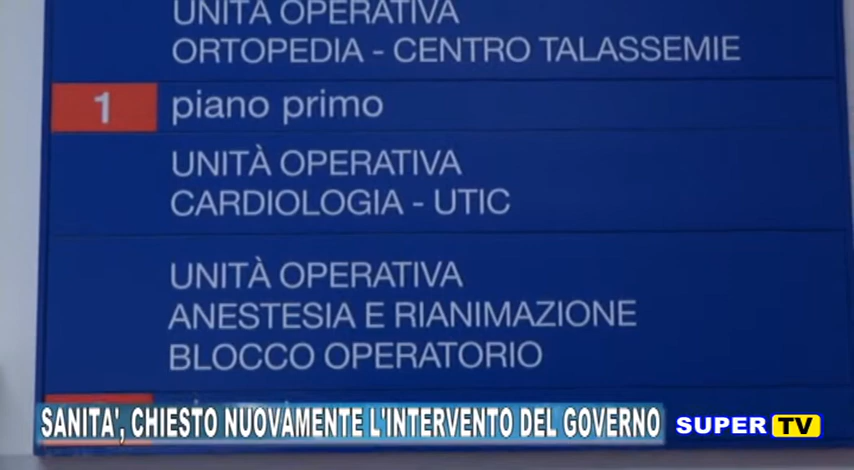 UNITÀ OPERATIVA
ORTOPEDIA - CENTRO TALASSEMIE
1 piano primo
UNITÀ OPERATIVA
CARDIOLOGIA - UTIC
UNITÀ OPERATIVA
ANESTESIA E RIANIMAZIONE
BLOCCO OPERATORIO
SANITA', CHIESTO NUOVAMENTE L'INTERVENTO DEL GOVERNO
SUPER TV